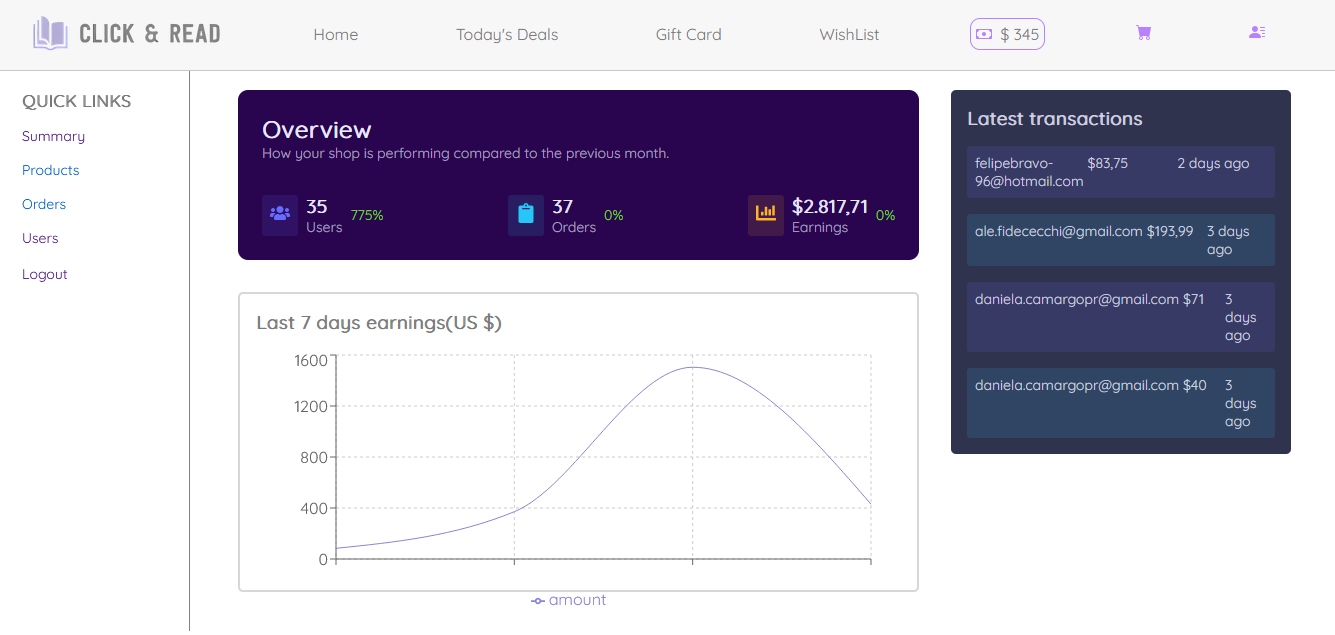 CLICK & READ
Home
Today's Deals
Gift Card
WishList
$ 345
QUICK LINKS
Summary
Products
Orders
Users
Logout
Overview
How your shop is performing compared to the previous month.
35
Users
775%
37
Orders
0%
$2.817,71
Earnings
0%
Last 7 days earnings(US $)
1600
1200
800
400
0
amount
Latest transactions
felipebravo- $83,75 2 days ago
96@hotmail.com
ale.fidececchi@gmail.com $193,99 3 days
ago
daniela.camargopr@gmail.com $71 3
days
ago
daniela.camargopr@gmail.com $40 3
days
ago